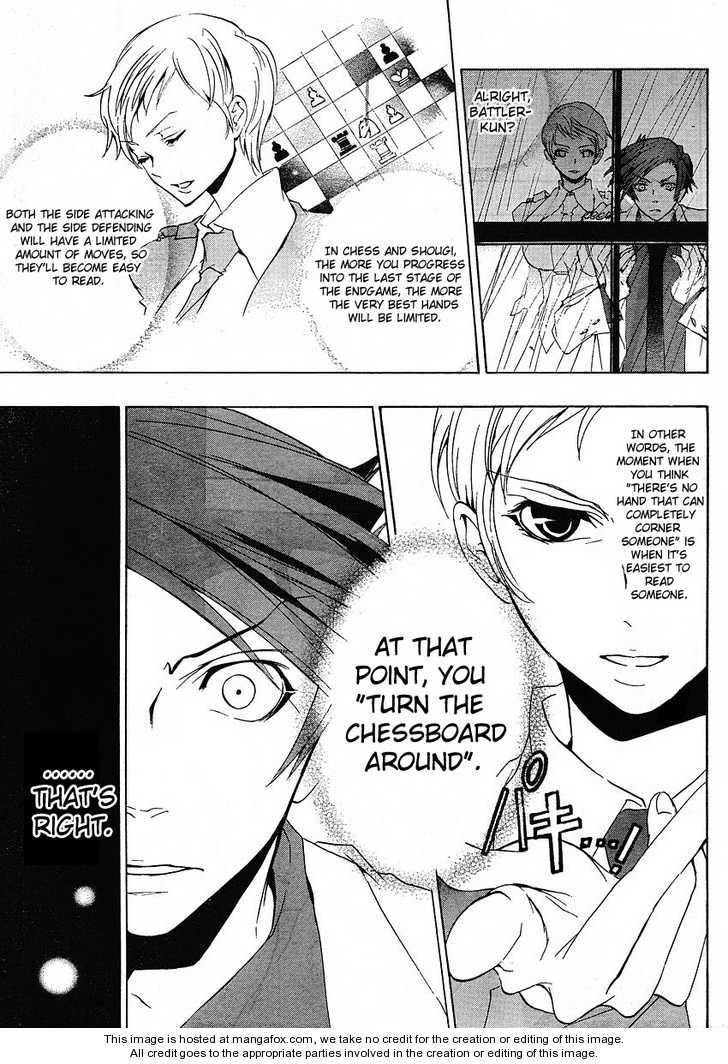 ALRIGHT,
BATTLER-
KUN?
IN CHESS AND SHOUGI,
THE MORE YOU PROGRESS
INTO THE LAST STAGE OF
THE ENDGAME, THE MORE
THE VERY BEST HANDS
WILL BE LIMITED.
BOTH THE SIDE ATTACKING
AND THE SIDE DEFENDING
WILL HAVE A LIMITED
AMOUNT OF MOVES, SO
THEY'LL BECOME EASY
TO READ.
IN OTHER
WORDS, THE
MOMENT WHEN
YOU THINK
"THERE'S NO
HAND THAT CAN
COMPLETELY
CORNER
SOMEONE" IS
WHEN IT'S
EASIEST TO
READ
SOMEONE.
AT THAT
POINT, YOU
"TURN THE
CHESSBOARD
AROUND".
パキ...!
......
THAT'S
RIGHT.
This image is hosted at mangafox.com, we take no credit for the creation or editing of this image.
All credit goes to the appropriate parties involved in the creation or editing of these images.